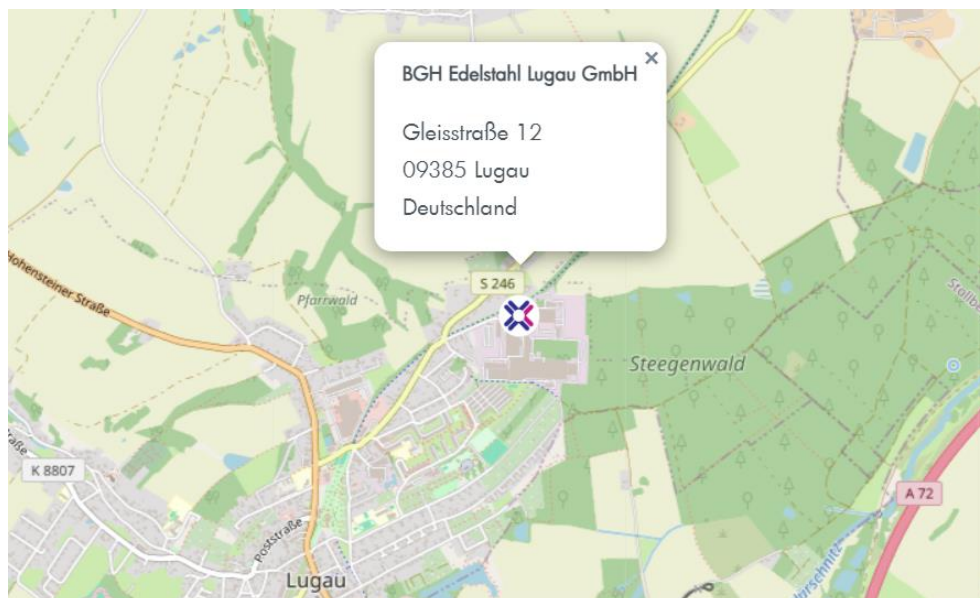 BGH Edelstahl Lugau GmbH
×
Gleisstraße 12
09385 Lugau
Deutschland
Hohensteiner Straße
S 246
Pfarrwald
Steegenwald
K 8807
A 72
Poststraße
Lugau